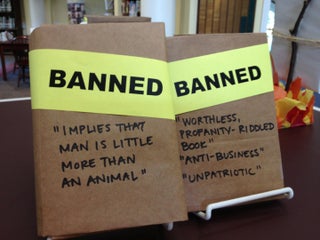 BANNED
"IMPLIES THAT
MAN IS LITTLE
MORE THAN
AN ANIMAL"
BANNED
"WORTHLESS,
PROFANITY-RIDDLED
BOOK"
"ANTI-BUSINESS"
"UNPATRIOTIC"